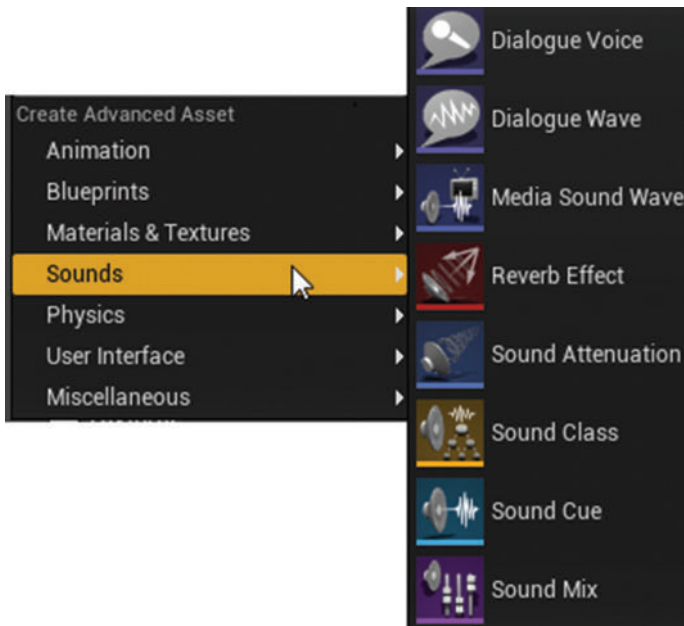 Create Advanced Asset
Animation
Blueprints
Materials & Textures
Sounds
Physics
User Interface
Miscellaneous
Dialogue Voice
Dialogue Wave
Media Sound Wave
Reverb Effect
Sound Attenuation
Sound Class
Sound Cue
Sound Mix